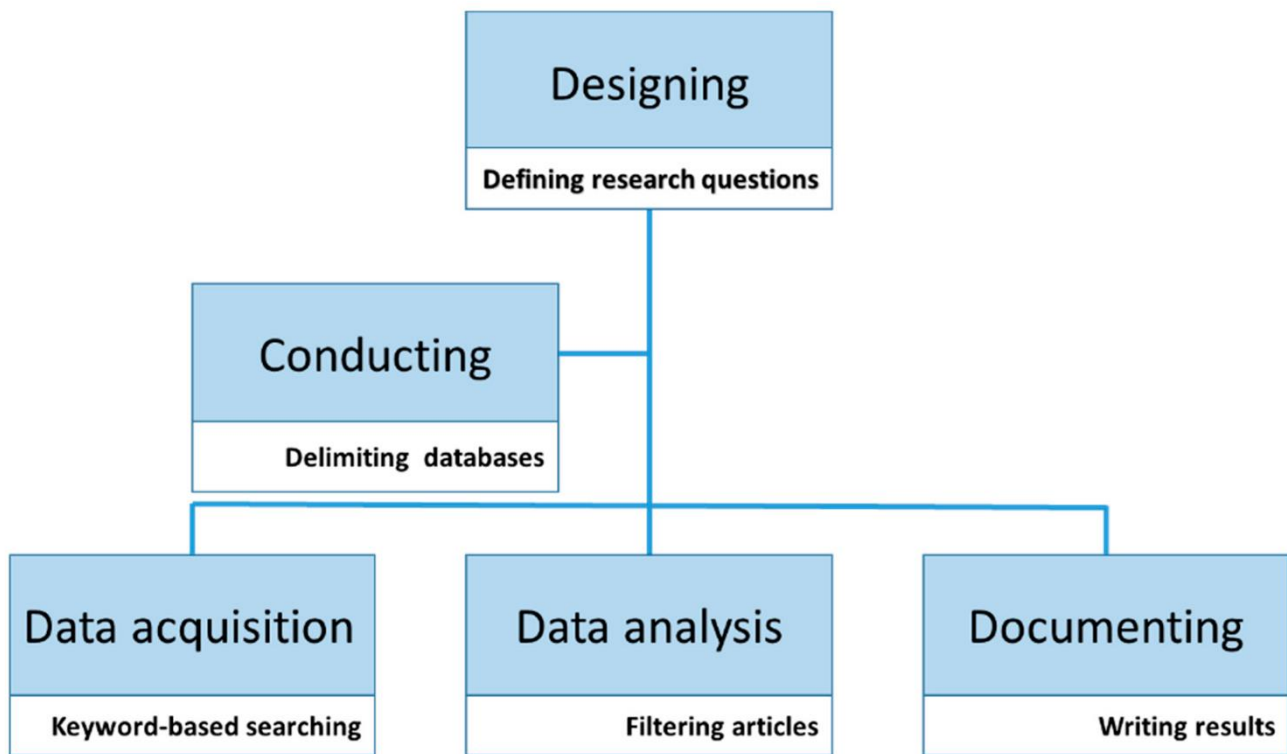 Designing
Defining research questions
Conducting
Delimiting databases
Data acquisition
Keyword-based searching
Data analysis
Filtering articles
Documenting
Writing results